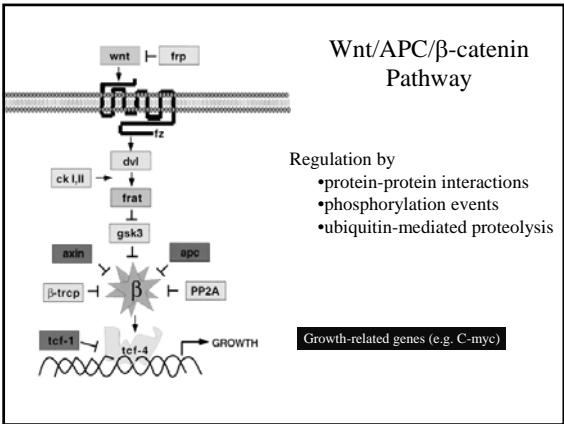 Wnt/APC/β-catenin
Pathway
wnt
frp
fz
dvl
ck I,II
frat
gsk3
axin
apc
β-trcp
β
PP2A
tcf-1
tcf-4
GROWTH
Regulation by
•protein-protein interactions
•phosphorylation events
•ubiquitin-mediated proteolysis
Growth-related genes (e.g. C-myc)